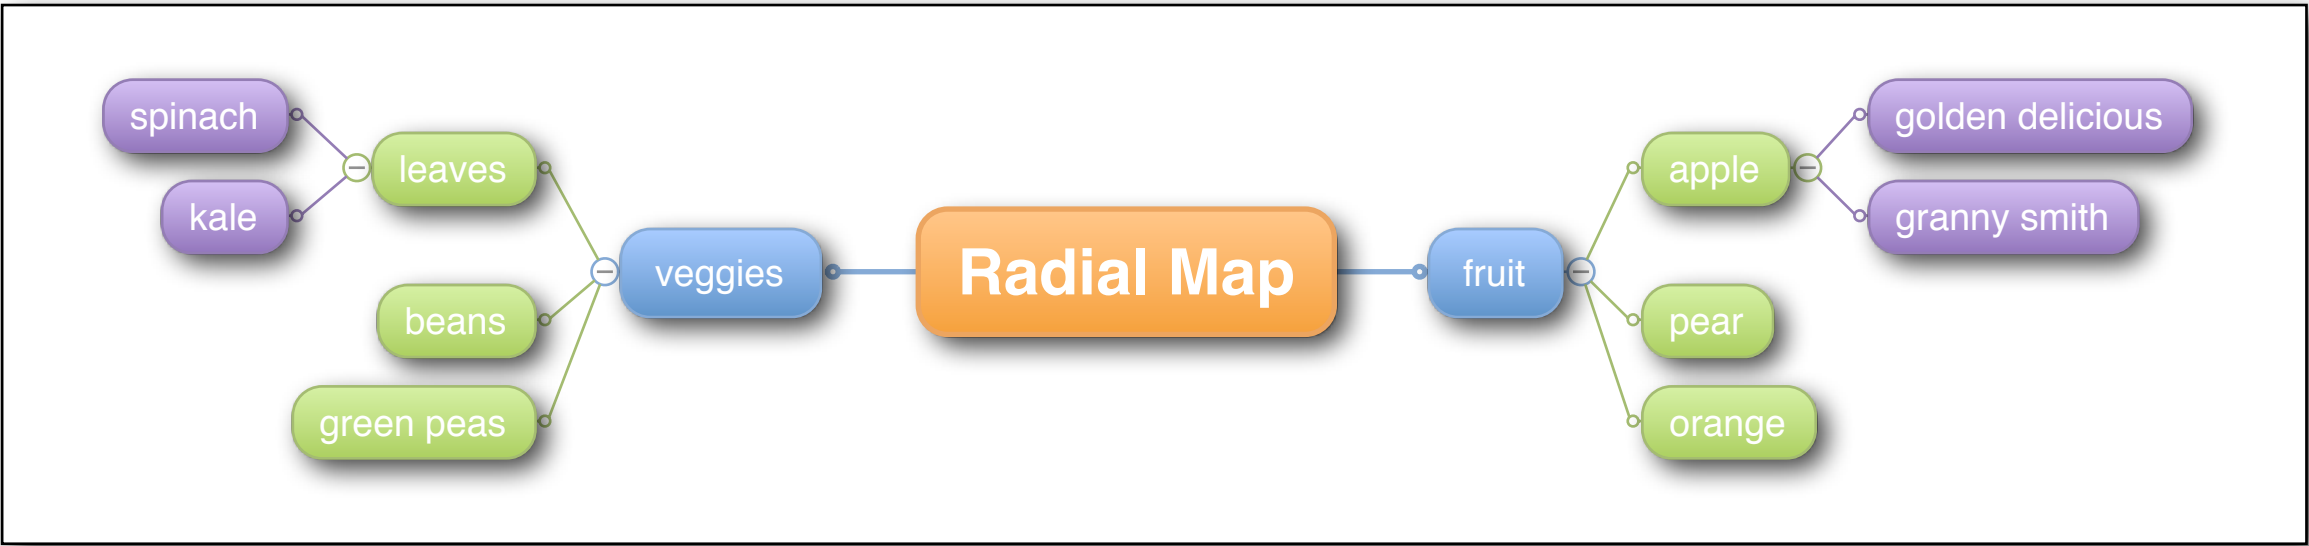 spinach
kale
leaves
beans
green peas
veggies
Radial Map
fruit
apple
pear
orange
golden delicious
granny smith